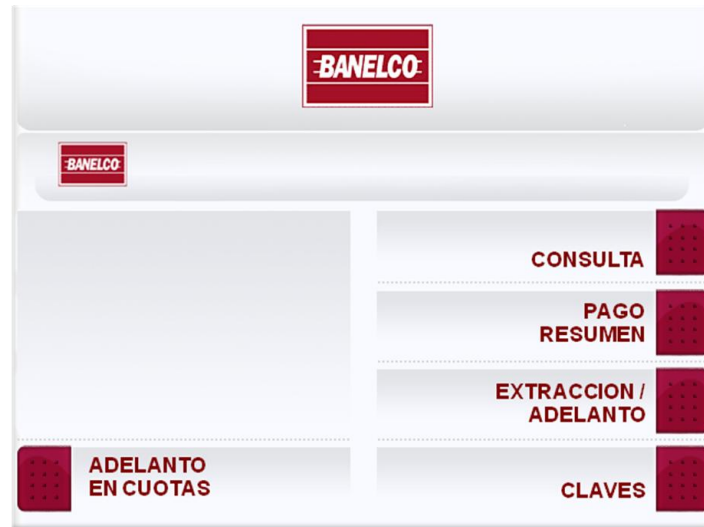 BANELCO
BANELCO
CONSULTA
PAGO
RESUMEN
EXTRACCION /
ADELANTO
ADELANTO
EN CUOTAS
CLAVES